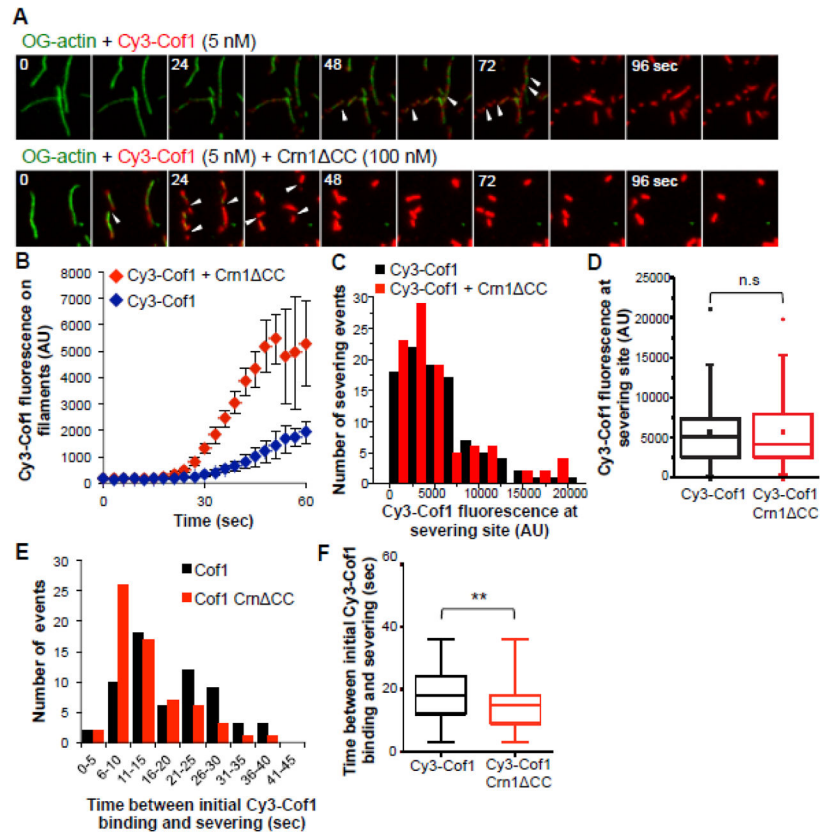 A
OG-actin + Cy3-Cof1 (5 nM)
0 24 48 72 96 sec
OG-actin + Cy3-Cof1 (5 nM) + Crn1ΔCC (100 nM)
0 24 48 72 96 sec
B
Cy3-Cof1 fluorescence on
filaments (AU)
8000
7000
6000
5000
4000
3000
2000
1000
0
Cy3-Cof1 + Crn1ΔCC
Cy3-Cof1
0 30 60
Time (sec)
C
Number of severing events
30
25
20
15
10
5
0
Cy3-Cof1
Cy3-Cof1 + Crn1ΔCC
0 5000 10000 15000 20000
Cy3-Cof1 fluorescence at
severing site (AU)
D
Cy3-Cof1 fluorescence at
severing site (AU)
25000
20000
15000
10000
5000
0
n.s
Cy3-Cof1 Cy3-Cof1
Crn1ΔCC
E
Number of events
30
25
20
15
10
5
0
Cof1
Cof1 CrnΔCC
0-5 6-10 11-15 16-20 21-25 26-30 31-35 36-40 41-45
Time between initial Cy3-Cof1
binding and severing (sec)
F
Time between initial Cy3-Cof1
binding and severing (sec)
60
40
20
0
**
Cy3-Cof1 Cy3-Cof1
Crn1ΔCC